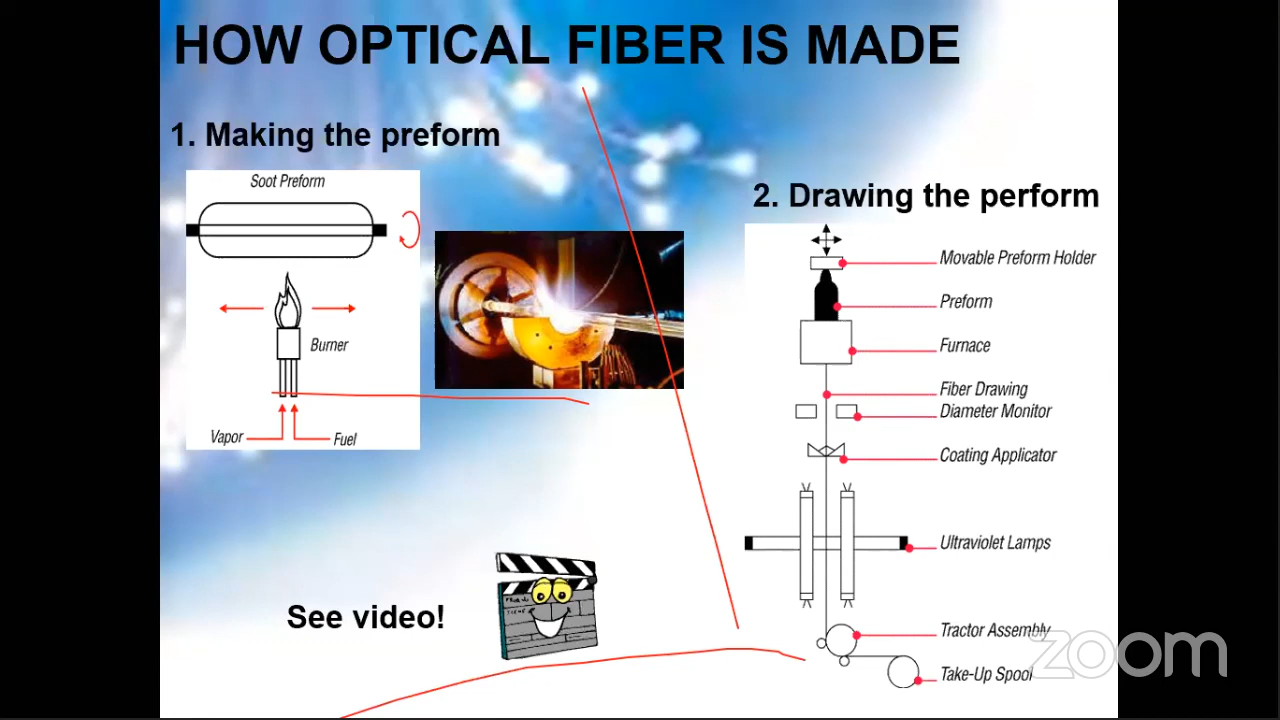 HOW OPTICAL FIBER IS MADE
1. Making the preform
Soot Preform
Burner
Vapor
Fuel
See video!
2. Drawing the perform
Movable Preform Holder
Preform
Furnace
Fiber Drawing
Diameter Monitor
Coating Applicator
Ultraviolet Lamps
Tractor Assembly
Take-Up Spool
zoom